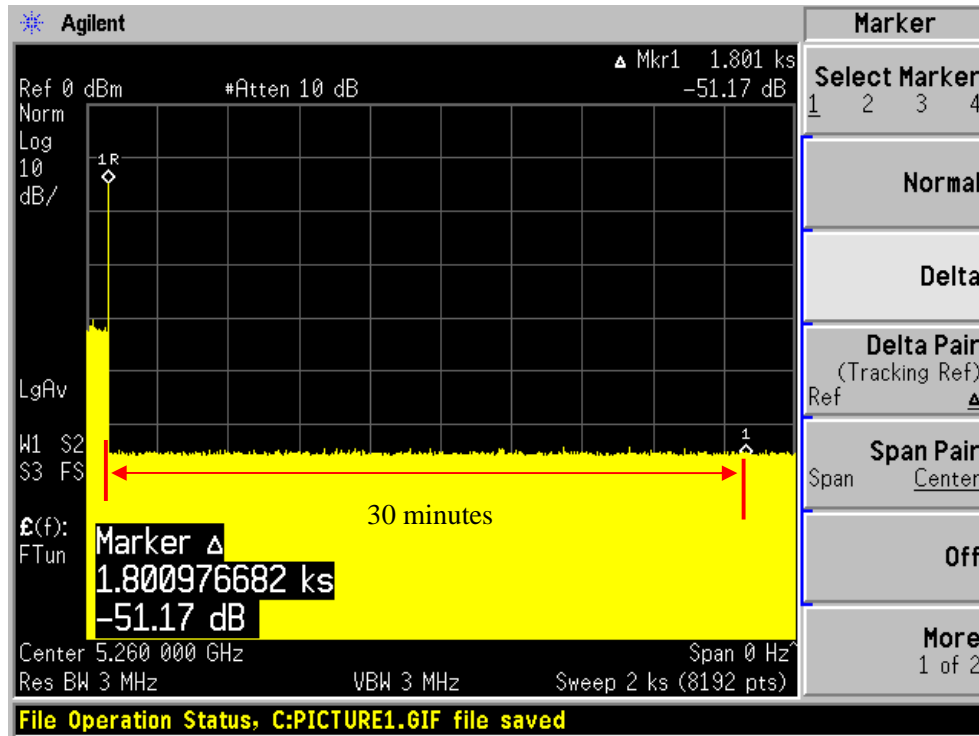 Agilent
Marker
Δ Mkr1 1.801 ks
Ref 0 dBm #Atten 10 dB -51.17 dB
Norm
Log
10
dB/
1R
LgAv
W1 S2
S3 FS
£(f):
FTun
1
30 minutes
Marker Δ
1.800976682 ks
-51.17 dB
Center 5.260 000 GHz Span 0 Hz^
Res BW 3 MHz VBW 3 MHz Sweep 2 ks (8192 pts)
File Operation Status, C:PICTURE1.GIF file saved
Select Marker
1 2 3 4
Normal
Delta
Delta Pair
(Tracking Ref)
Ref Δ
Span Pair
Span Center
Off
More
1 of 2